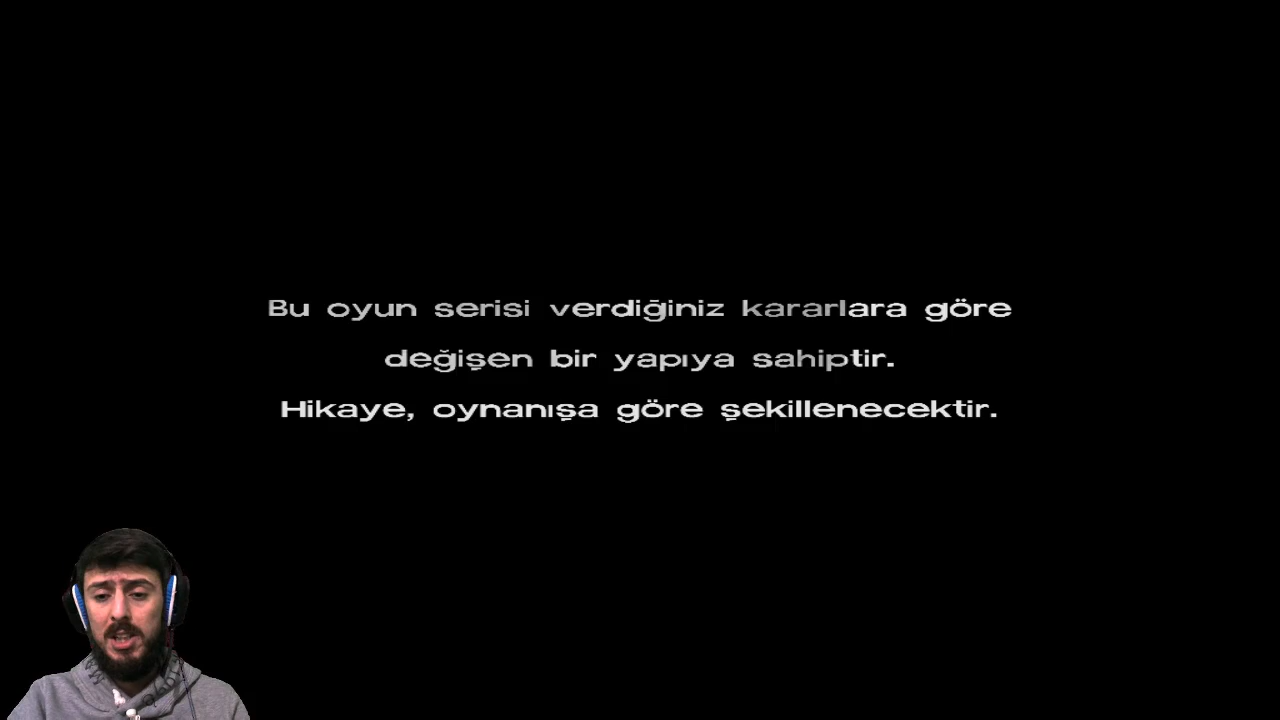 Bu oyun serisi verdiğiniz kararlara göre
değişen bir yapıya sahiptir.
Hikaye, oynanışa göre şekillenecektir.